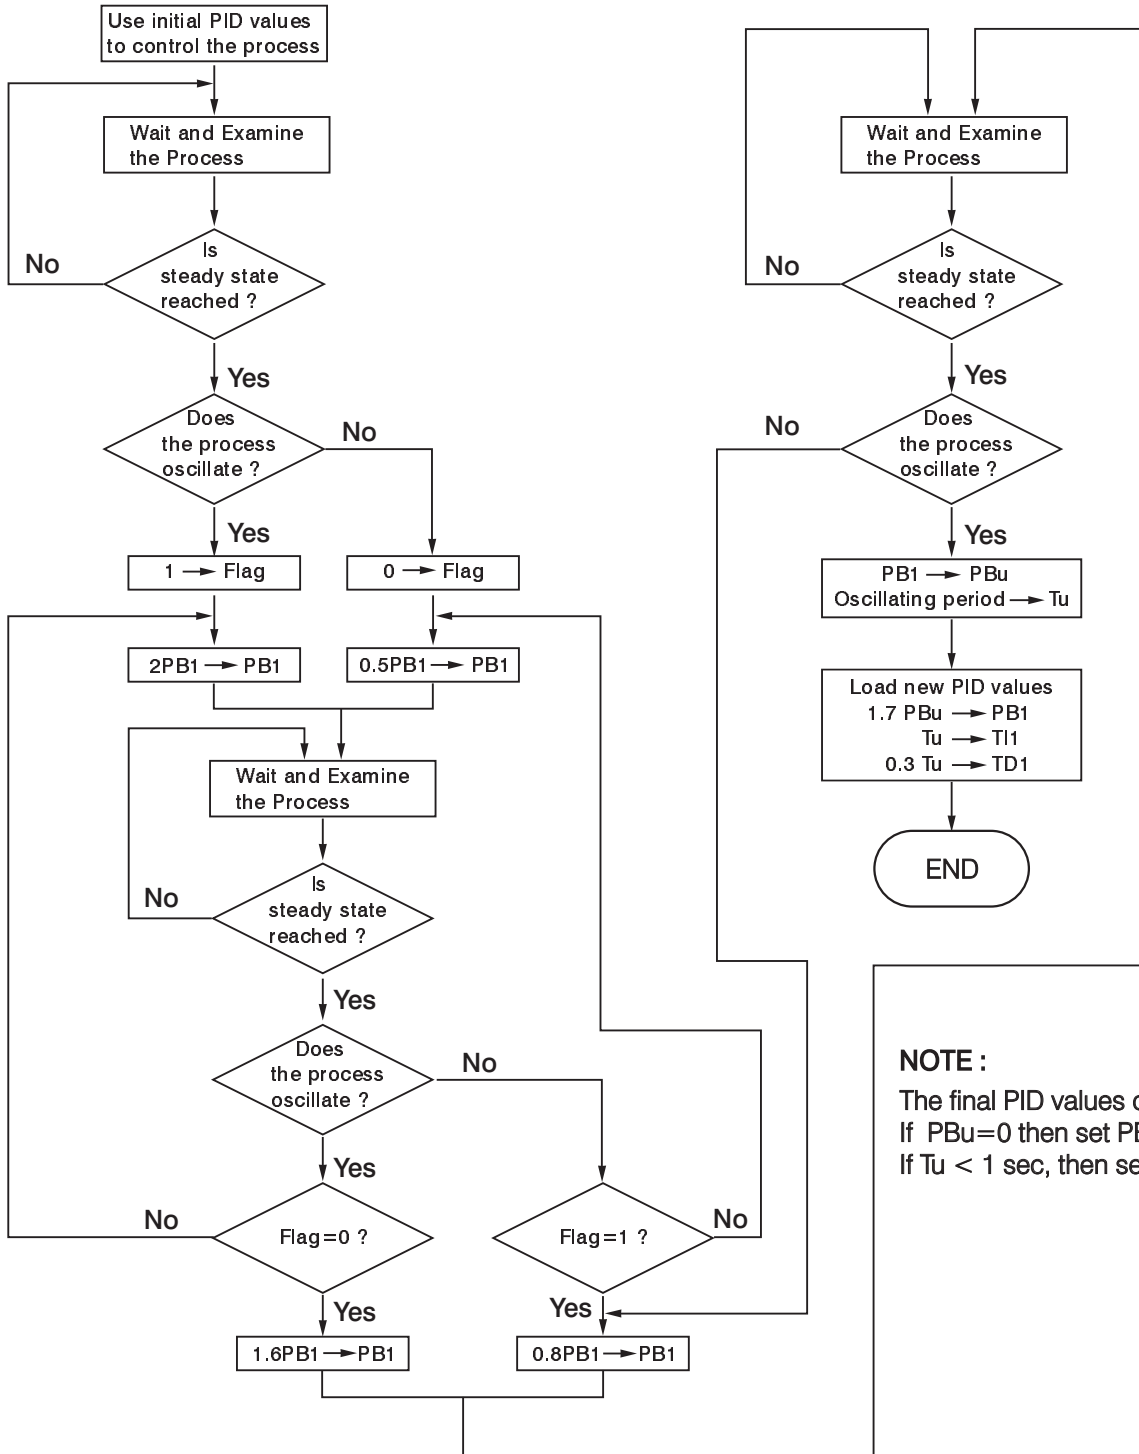 Use initial PID values
to control the process
Wait and Examine
the Process
No
Is
steady state
reached ?
Yes
Does
the process
oscillate ?
No
Yes
1 → Flag
0 → Flag
2PB1 → PB1
0.5PB1 → PB1
Wait and Examine
the Process
No
Is
steady state
reached ?
Yes
Does
the process
oscillate ?
No
Yes
No
Flag=0 ?
Flag=1 ?
No
Yes
Yes
1.6PB1 → PB1
0.8PB1 → PB1
Wait and Examine
the Process
No
Is
steady state
reached ?
Yes
No
Does
the process
oscillate ?
Yes
PB1 → PBu
Oscillating period → Tu
Load new PID values
1.7 PBu → PB1
Tu → TI1
0.3 Tu → TD1
END
NOTE :
The final PID values
If PBu=0 then set
If Tu < 1 sec, then